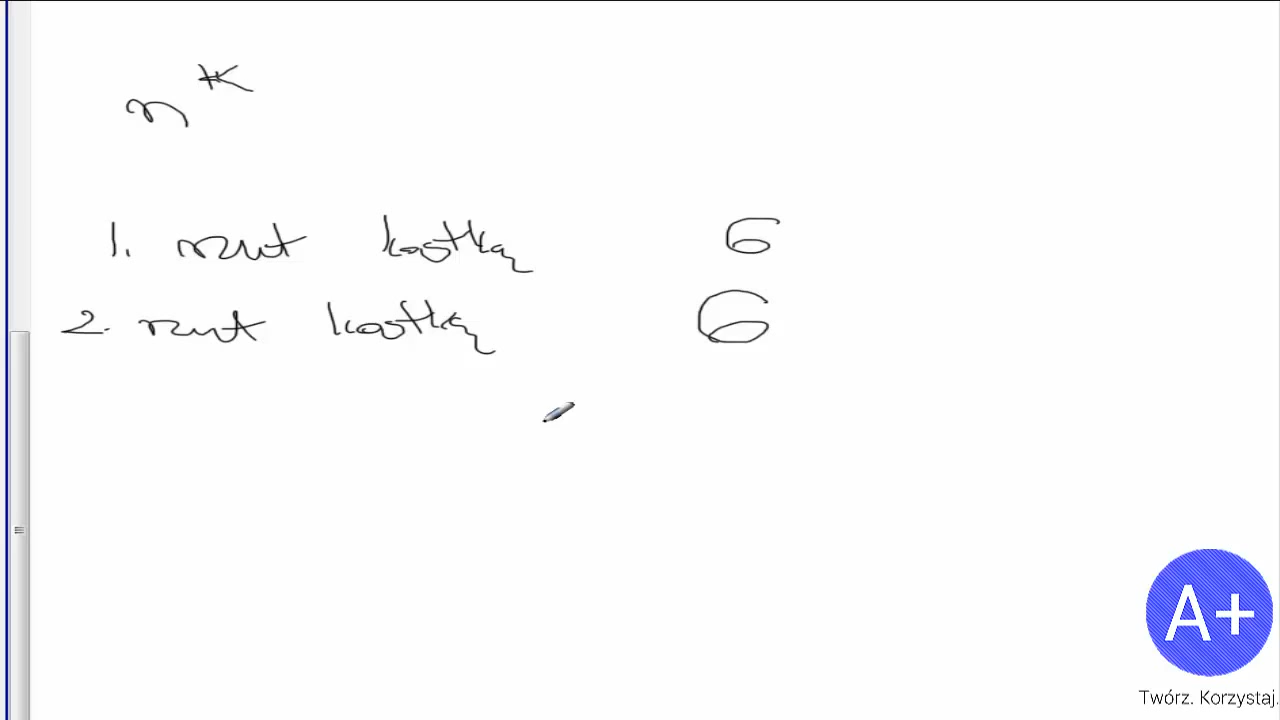 n^K
1. rzut kostką 6
2. rzut kostką 6
A+
Twórz. Korzystaj.